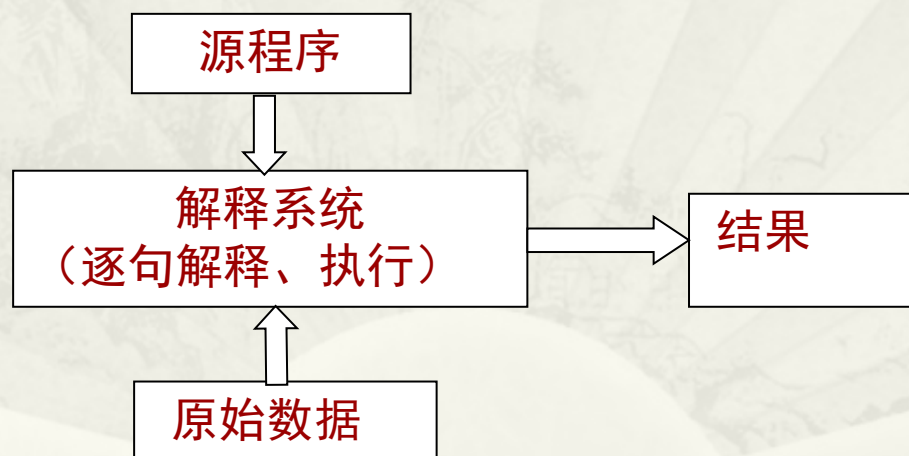 源程序
解释系统
（逐句解释、执行）
结果
原始数据